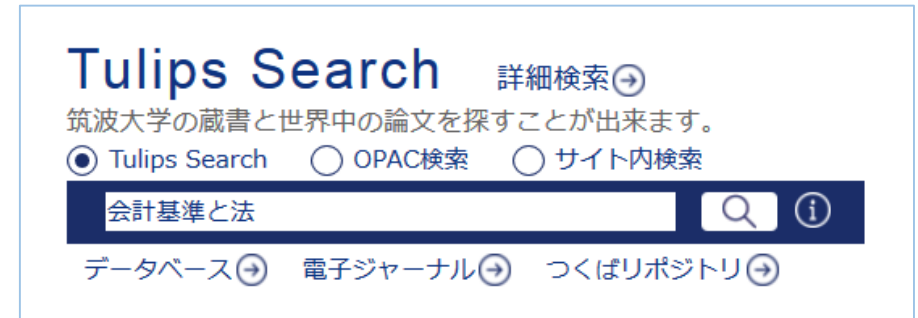 Tulips Search 詳細検索
筑波大学の蔵書と世界中の論文を探すことが出来ます。
Tulips Search OPAC検索 サイト内検索
会計基準と法
データベース 電子ジャーナル つくばリポジトリ